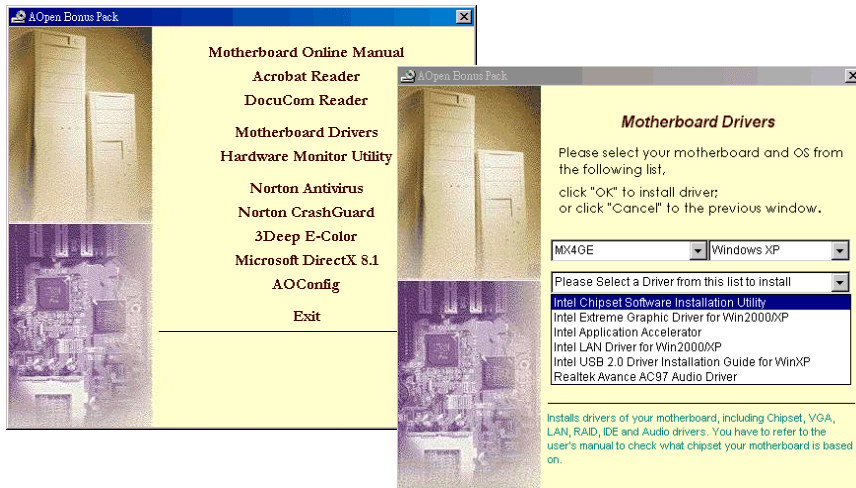 AOpen Bonus Pack
Motherboard Online Manual
Acrobat Reader
DocuCom Reader
Motherboard Drivers
Hardware Monitor Utility
Norton Antivirus
Norton CrashGuard
3Deep E-Color
Microsoft DirectX 8.1
AOConfig
Exit
AOpen Bonus Pack
Motherboard Drivers
Please select your motherboard and OS from
the following list,
click "OK" to install driver;
or click "Cancel" to the previous window.
MX4GE Windows XP
Please Select a Driver from this list to install
Intel Chipset Software Installation Utility
Intel Extreme Graphic Driver for Win2000/XP
Intel Application Accelerator
Intel LAN Driver for Win2000/XP
Intel USB 2.0 Driver Installation Guide for WinXP
Realtek Avance AC97 Audio Driver
Installs drivers of your motherboard, including Chipset, VGA,
LAN, RAID, IDE and Audio drivers. You have to refer to the
user's manual to check what chipset your motherboard is based
on.